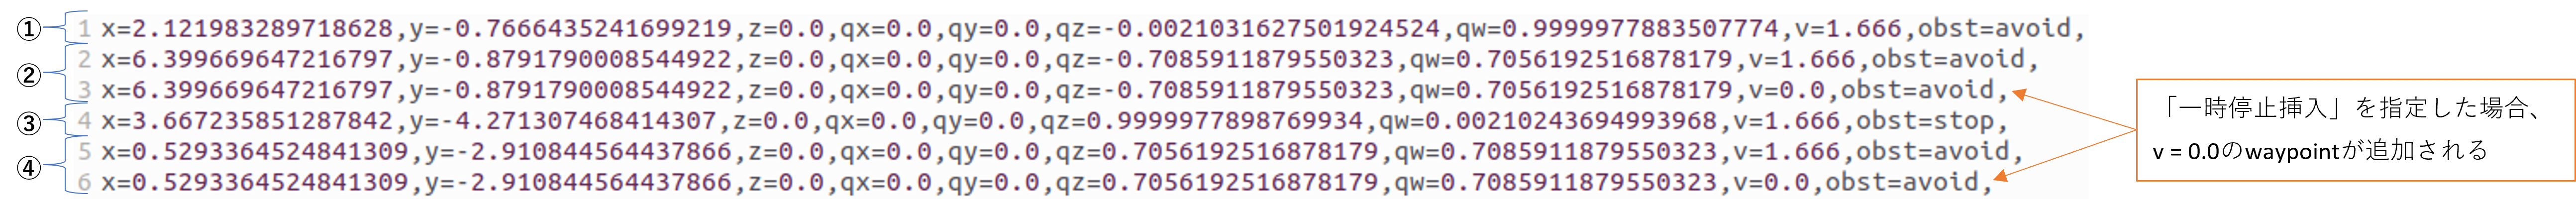 ① 1 x=2.121983289718628,y=-0.7666435241699219,z=0.0,qx=0.0,qy=0.0,qz=-0.0021031627501924524,qw=0.9999977883507774,v=1.666,obst=avoid,
② 2 x=6.399669647216797,y=-0.8791790008544922,z=0.0,qx=0.0,qy=0.0,qz=-0.7085911879550323,qw=0.7056192516878179,v=1.666,obst=avoid,
3 x=6.399669647216797,y=-0.8791790008544922,z=0.0,qx=0.0,qy=0.0,qz=-0.7085911879550323,qw=0.7056192516878179,v=0.0,obst=avoid,
③ 4 x=3.667235851287842,y=-4.271307468414307,z=0.0,qx=0.0,qy=0.0,qz=0.9999977898769934,qw=0.00210243694993968,v=1.666,obst=stop,
④ 5 x=0.5293364524841309,y=-2.910844564437866,z=0.0,qx=0.0,qy=0.0,qz=0.7056192516878179,qw=0.7085911879550323,v=1.666,obst=avoid,
6 x=0.5293364524841309,y=-2.910844564437866,z=0.0,qx=0.0,qy=0.0,qz=0.7056192516878179,qw=0.7085911879550323,v=0.0,obst=avoid,
「一時停止挿入」を指定した場合、
v = 0.0のwaypointが追加される